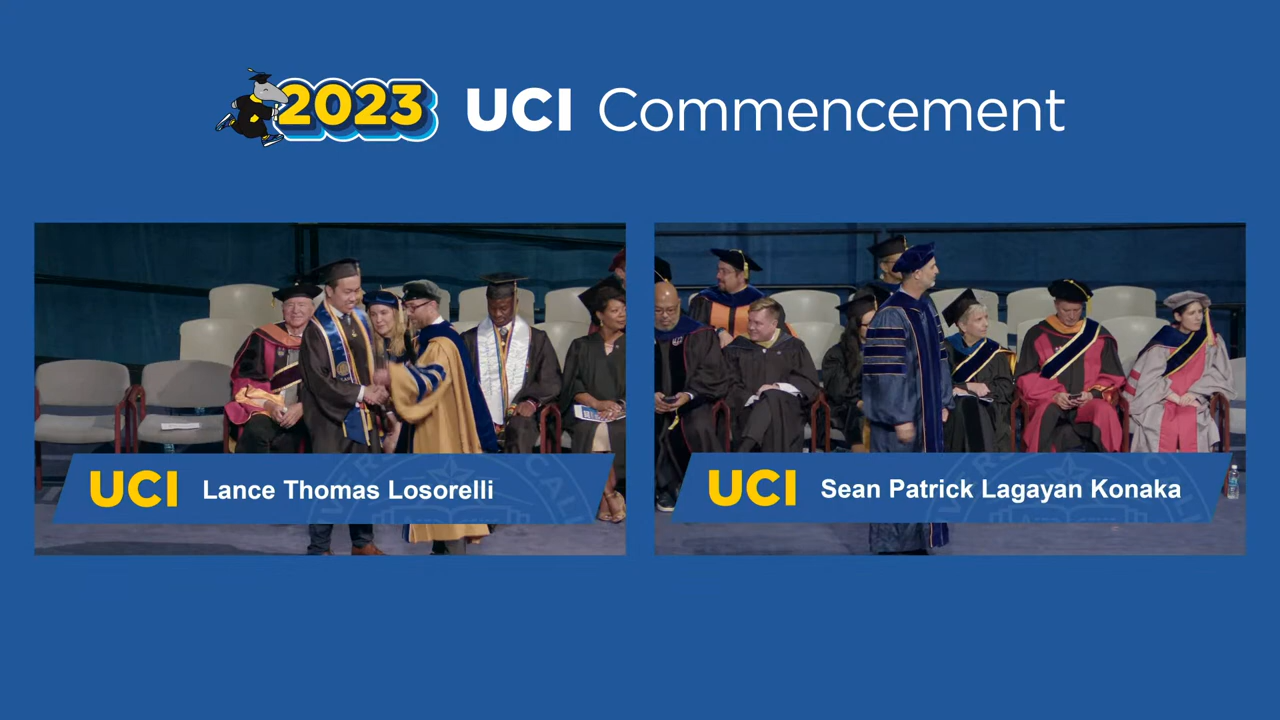 2023 UCI Commencement
UCI Lance Thomas Losorelli
UCI Sean Patrick Lagayan Konaka